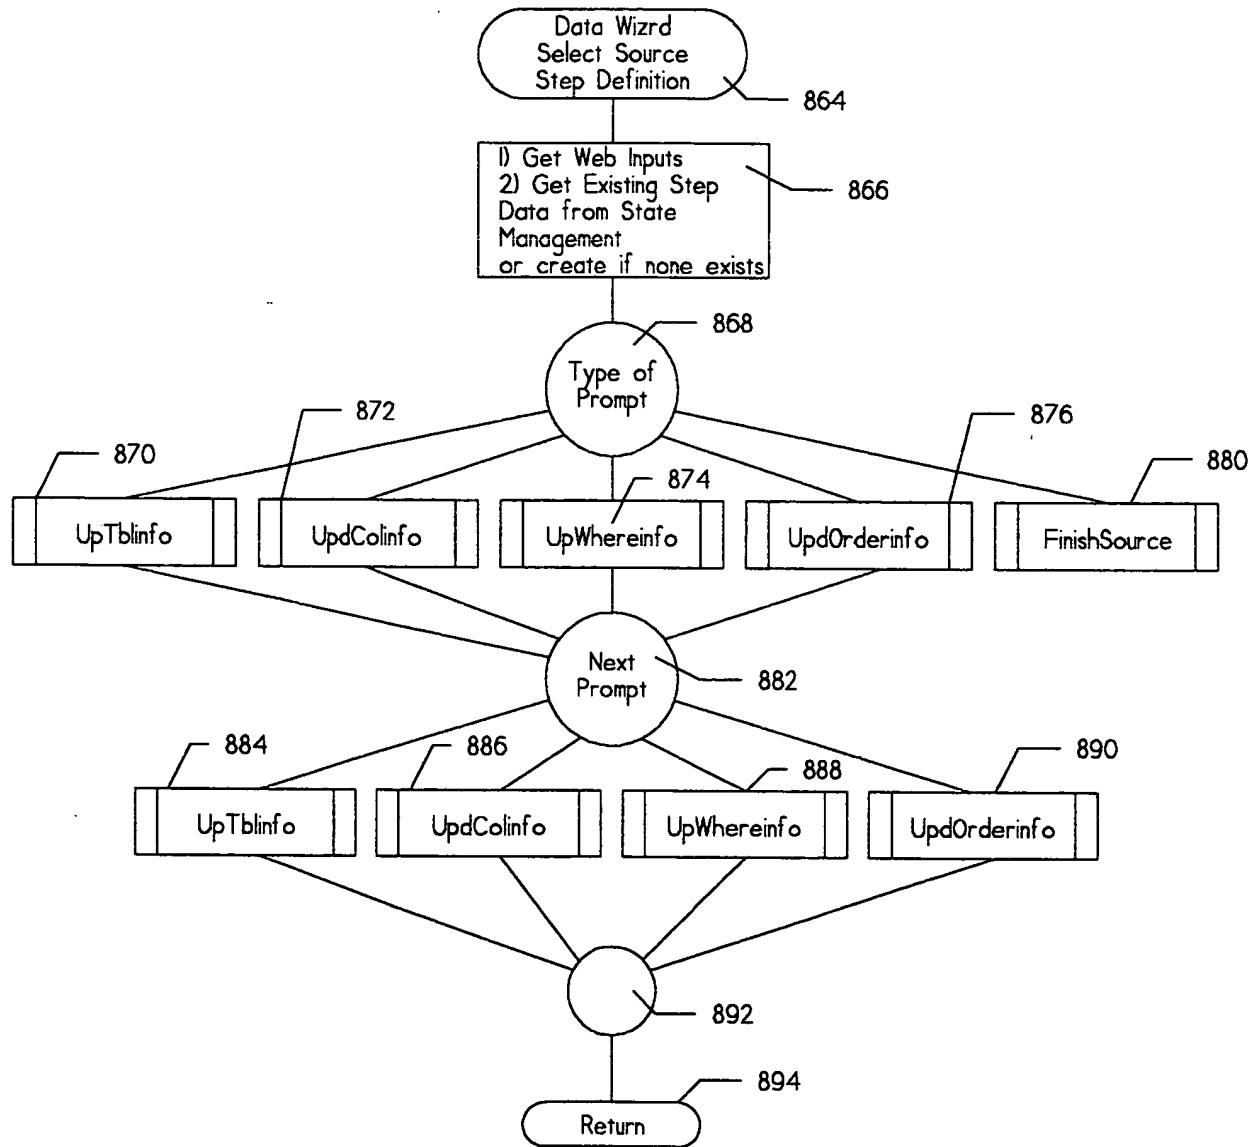 Data Wizrd
Select Source
Step Definition
864
1) Get Web Inputs
2) Get Existing Step
Data from State
Management
or create if none exists
866
868
Type of
Prompt
872
876
870
874
880
UpTblinfo
UpdColinfo
UpWhereinfo
UpdOrderinfo
FinishSource
Next
Prompt
882
884
886
888
890
UpTblinfo
UpdColinfo
UpWhereinfo
UpdOrderinfo
892
894
Return